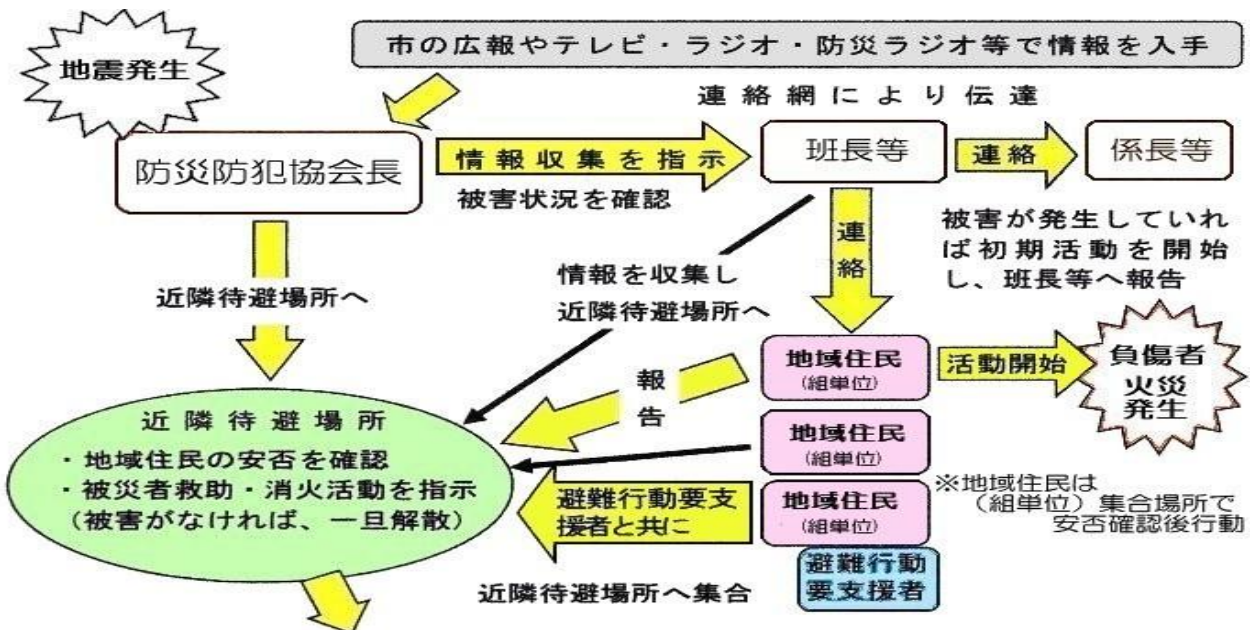 地震発生
市の広報やテレビ・ラジオ・防災ラジオ等で情報を入手
連絡網により伝達
防災防犯協会長
情報収集を指示
被害状況を確認
班長等
連絡
係長等
被害が発生していれ
ば初期活動を開始
し、班長等へ報告
連絡
近隣待避場所へ
情報を収集し
近隣待避場所へ
地域住民
(組単位)
活動開始
負傷者
火災
発生
報告
近隣待避場所
・地域住民の安否を確認
・被災者救助・消火活動を指示
(被害がなければ、一旦解散)
地域住民
(組単位)
避難行動要支
援者と共に
地域住民
(組単位)
※地域住民は
(組単位)集合場所で
安否確認後行動
避難行動
要支援者
近隣待避場所へ集合